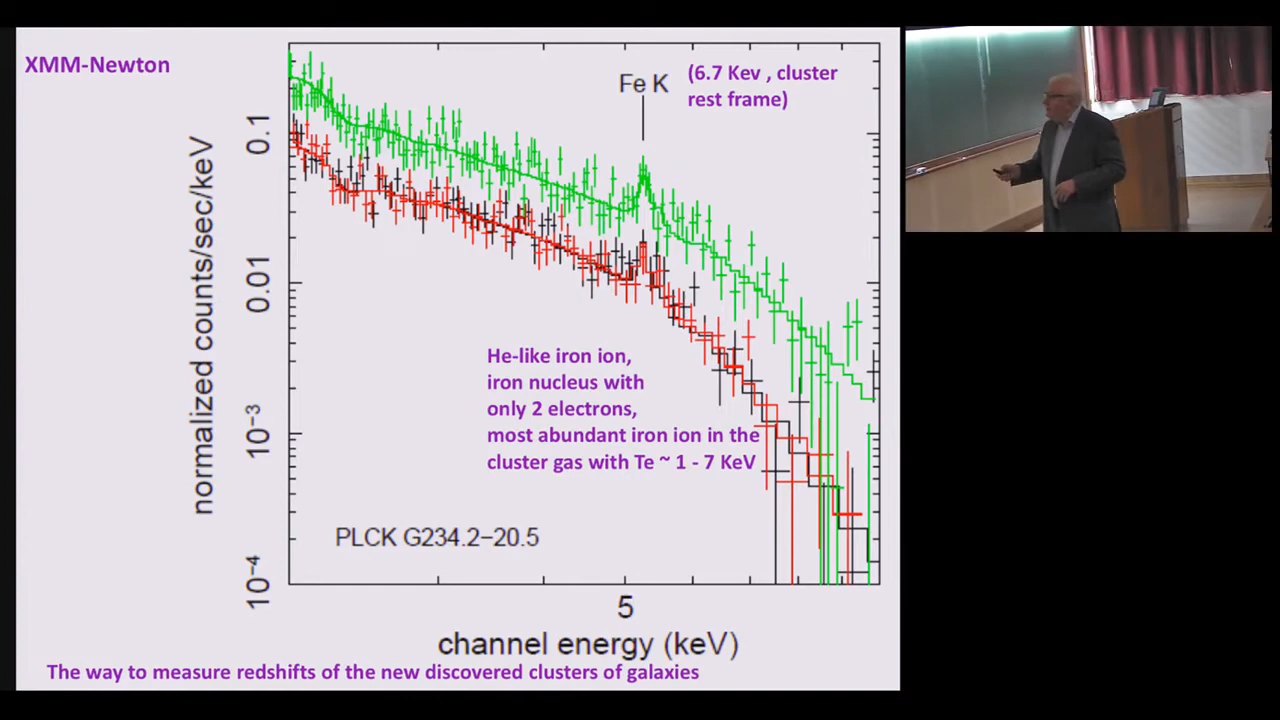 XMM-Newton
Fe K
(6.7 Kev , cluster
rest frame)
normalized counts/sec/keV
0.1
0.01
10⁻³
10⁻⁴
He-like iron ion,
iron nucleus with
only 2 electrons,
most abundant iron ion in the
cluster gas with Te ~ 1 - 7 KeV
PLCK G234.2−20.5
5
channel energy (keV)
The way to measure redshifts of the new discovered clusters of galaxies